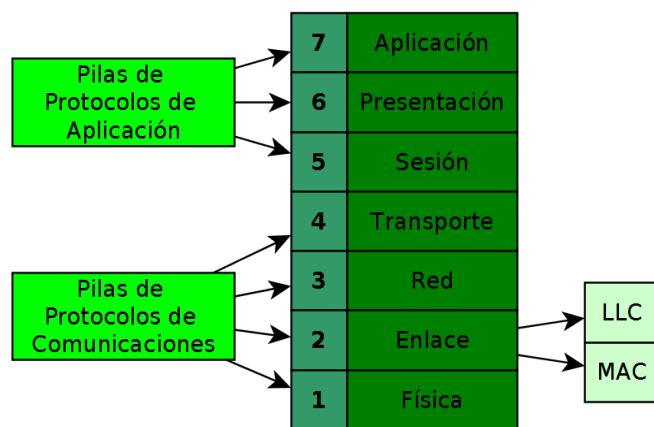 Pilas de
Protocolos de
Aplicación
7 Aplicación
6 Presentación
5 Sesión
4 Transporte
Pilas de
Protocolos de
Comunicaciones
3 Red
2 Enlace
1 Física
LLC
MAC